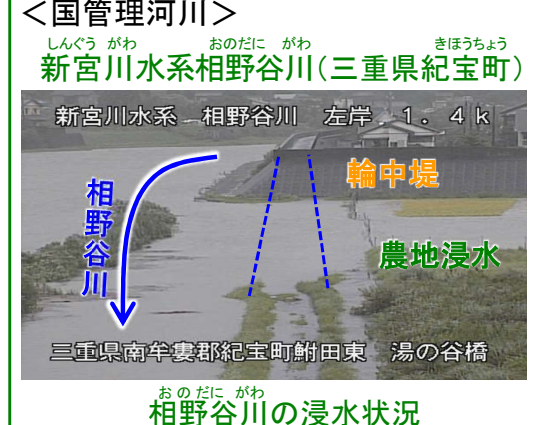 <国管理河川>
しんぐう がわ おのだに がわ きほうちょう
新宮川水系相野谷川(三重県紀宝町)
新宮川水系 相野谷川 左岸 1.4k
輪中堤
相野谷川
農地浸水
三重県南牟婁郡紀宝町鮒田東 湯の谷橋
おのだに がわ
相野谷川の浸水状況